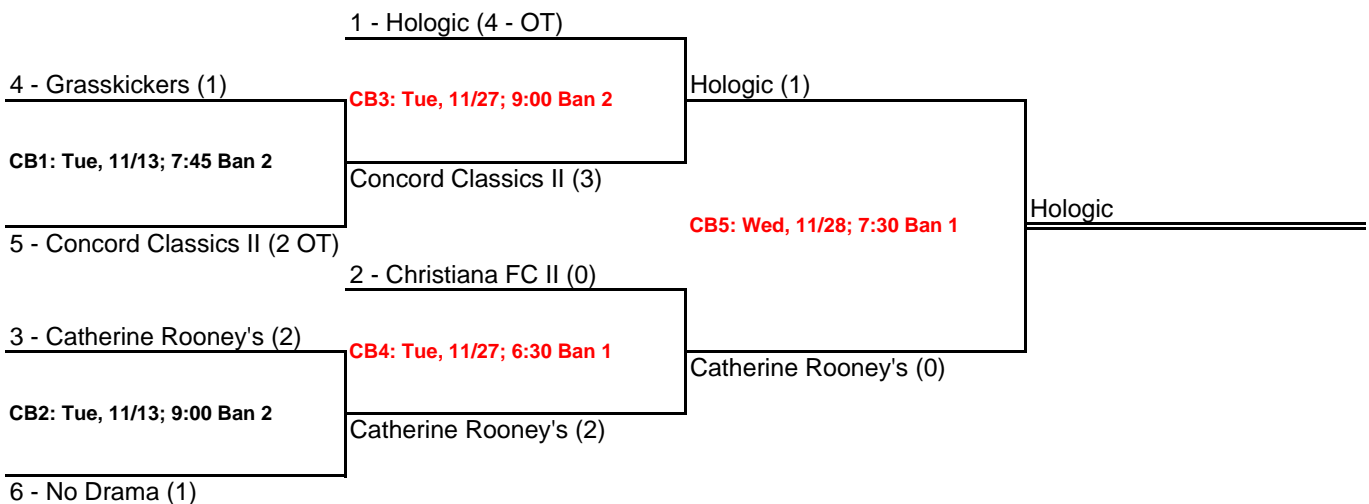 1 - Hologic (4 - OT)
4 - Grasskickers (1)
CB3: Tue, 11/27; 9:00 Ban 2
Hologic (1)
CB1: Tue, 11/13; 7:45 Ban 2
Concord Classics II (3)
Hologic
CB5: Wed, 11/28; 7:30 Ban 1
5 - Concord Classics II (2 OT)
2 - Christiana FC II (0)
3 - Catherine Rooney's (2)
CB4: Tue, 11/27; 6:30 Ban 1
Catherine Rooney's (0)
CB2: Tue, 11/13; 9:00 Ban 2
Catherine Rooney's (2)
6 - No Drama (1)